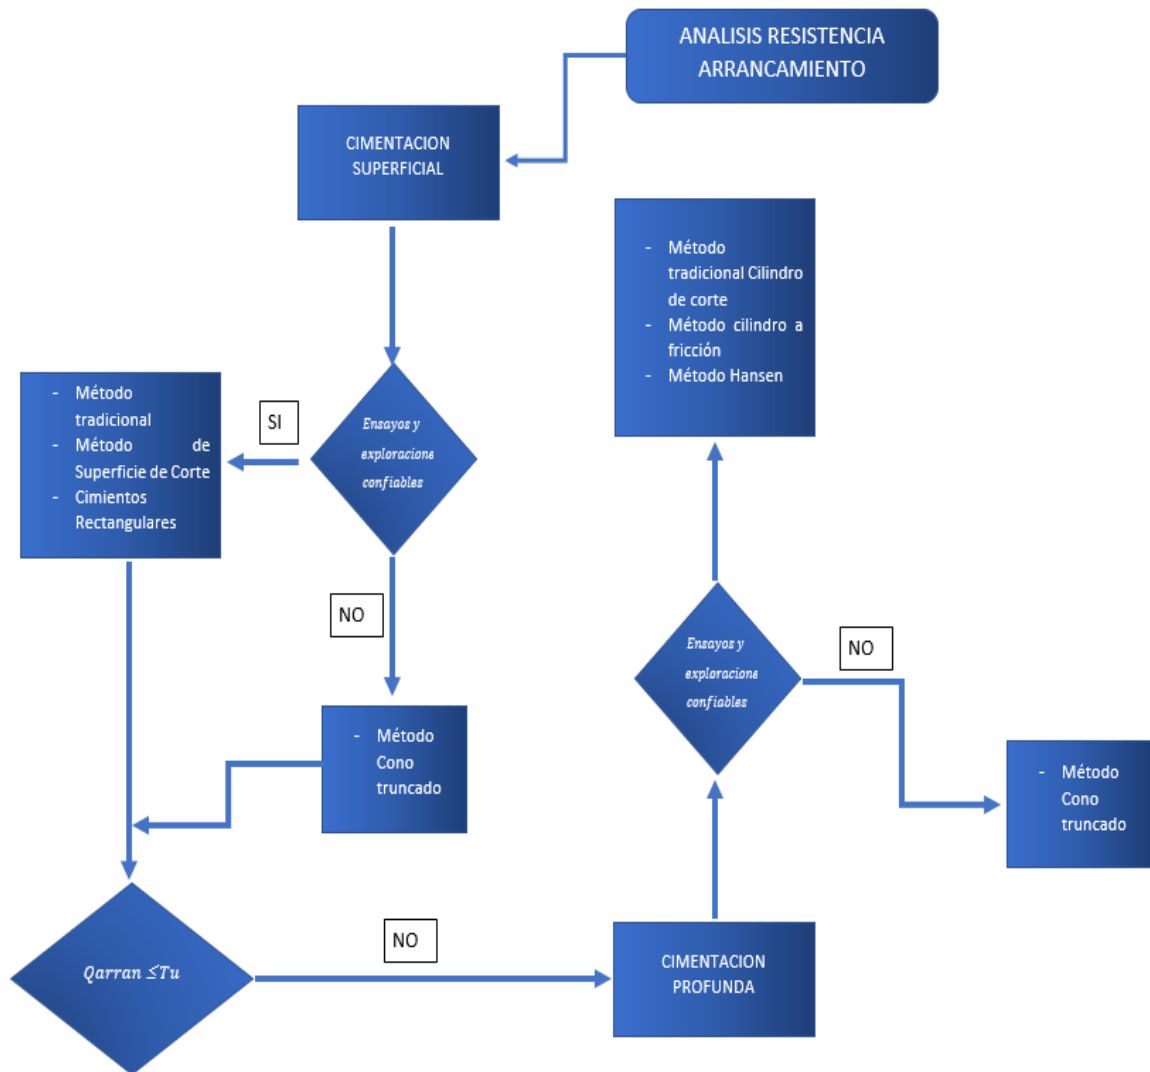 ANALISIS RESISTENCIA
ARRANCAMIENTO
CIMENTACION
SUPERFICIAL
Ensayos y
exploracione
confiables
SI
- Método
tradicional
- Método de
Superficie de Corte
- Cimientos
Rectangulares
NO
- Método
Cono
truncado
Qarran ≤Tu
NO
CIMENTACION
PROFUNDA
Ensayos y
exploracione
confiables
- Método
tradicional Cilindro
de corte
- Método cilindro a
fricción
- Método Hansen
NO
- Método
Cono
truncado